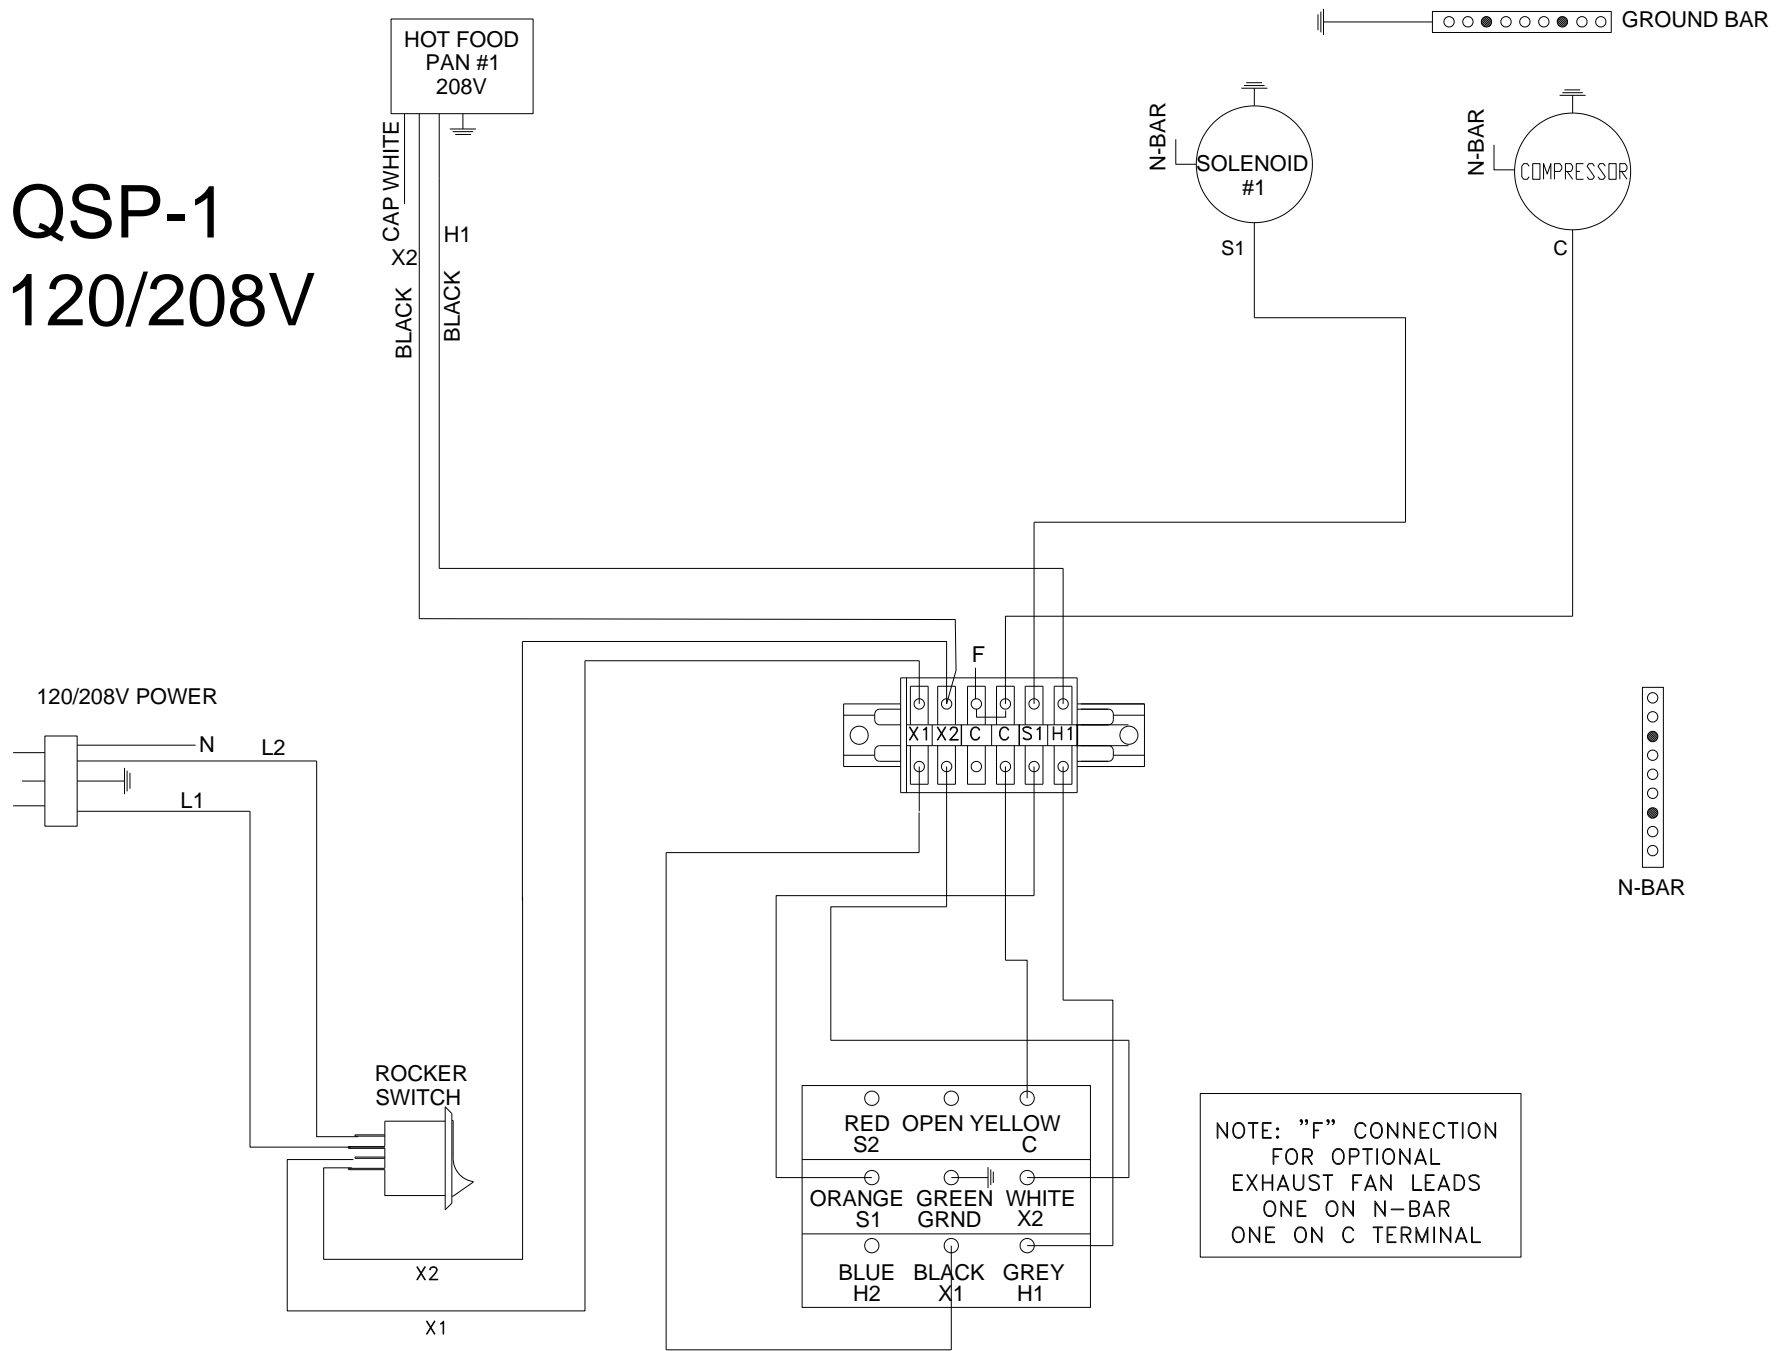 GROUND BAR
HOT FOOD
PAN #1
208V
N-BAR
SOLENOID
#1
S1
N-BAR
COMPRESSOR
C
QSP-1
120/208V
CAP WHITE
X2
BLACK
H1
BLACK
120/208V POWER
N
L2
L1
F
X1 X2 C C S1 H1
N-BAR
ROCKER
SWITCH
X2
X1
RED OPEN YELLOW
S2 C
ORANGE GREEN WHITE
S1 GRND X2
BLUE BLACK GREY
H2 X1 H1
NOTE: ”F” CONNECTION
FOR OPTIONAL
EXHAUST FAN LEADS
ONE ON N-BAR
ONE ON C TERMINAL